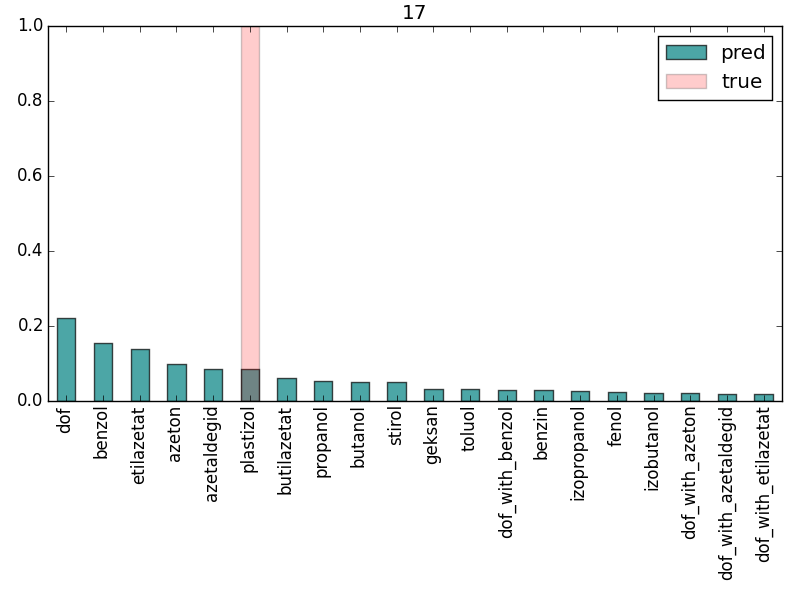 17
1.0
0.8
0.6
0.4
0.2
0.0
pred
true
dof
benzol
etilazetat
azeton
azetaldegid
plastizol
butilazetat
propanol
butanol
stirol
geksan
toluol
dof_with_benzol
benzin
izopropanol
fenol
izobutanol
dof_with_azeton
dof_with_azetaldegid
dof_with_etilazetat